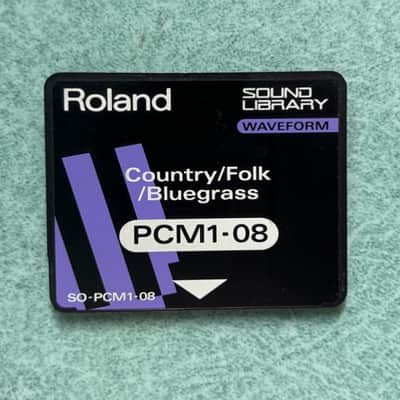 Roland
SOUND
LIBRARY
WAVEFORM
Country/Folk
/Bluegrass
PCM1-08
SO-PCM1-08